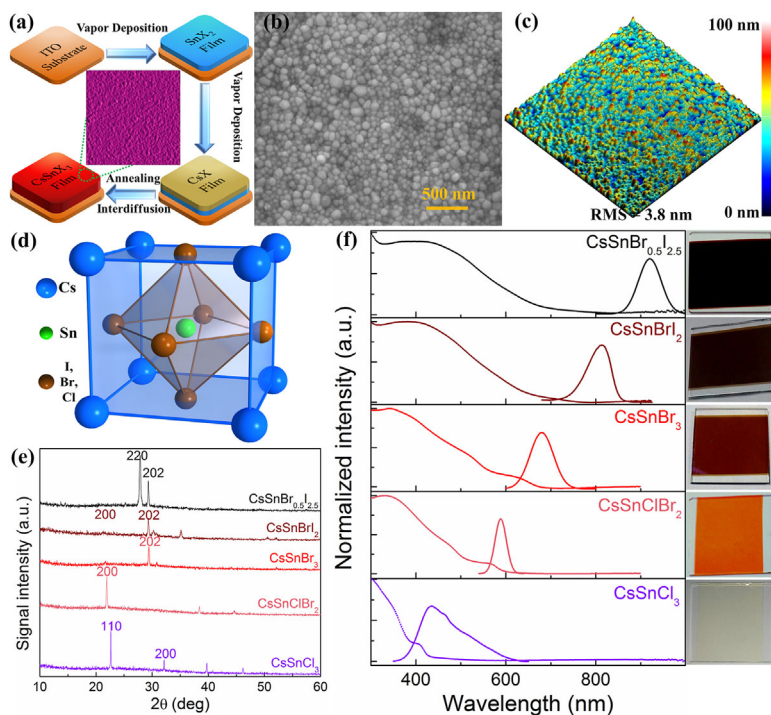 (a)
Vapor Deposition
ITO
Substrate
SnX₂
Film
Vapor Deposition
CsX
Film
Annealing
Interdiffusion
CsSnX₃
Film
(b)
500 nm
(c)
100 nm
0 nm
RMS = 3.8 nm
(d)
Cs
Sn
I,
Br,
Cl
(e)
Signal intensity (a.u.)
220
202
CsSnBr₀.₅I₂.₅
200
202
CsSnBrI₂
202
CsSnBr₃
200
CsSnClBr₂
110
200
CsSnCl₃
10 20 30 40 50 60
2θ (deg)
(f)
Normalized intensity (a.u.)
CsSnBr₀.₅I₂.₅
CsSnBrI₂
CsSnBr₃
CsSnClBr₂
CsSnCl₃
400 600 800
Wavelength (nm)